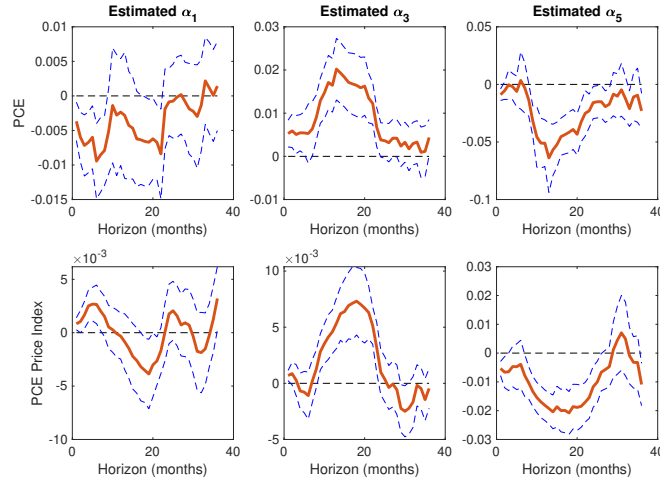 Estimated α1 Estimated α3 Estimated α5
0.01
0.005
0
-0.005
-0.01
-0.015
PCE
0 20 40
Horizon (months)
0.03
0.02
0.01
0
-0.01
0 20 40
Horizon (months)
0.05
0
-0.05
-0.1
0 20 40
Horizon (months)
×10⁻³
5
0
-5
-10
PCE Price Index
0 20 40
Horizon (months)
×10⁻³
10
5
0
-5
0 20 40
Horizon (months)
0.03
0.02
0.01
0
-0.01
-0.02
-0.03
0 20 40
Horizon (months)